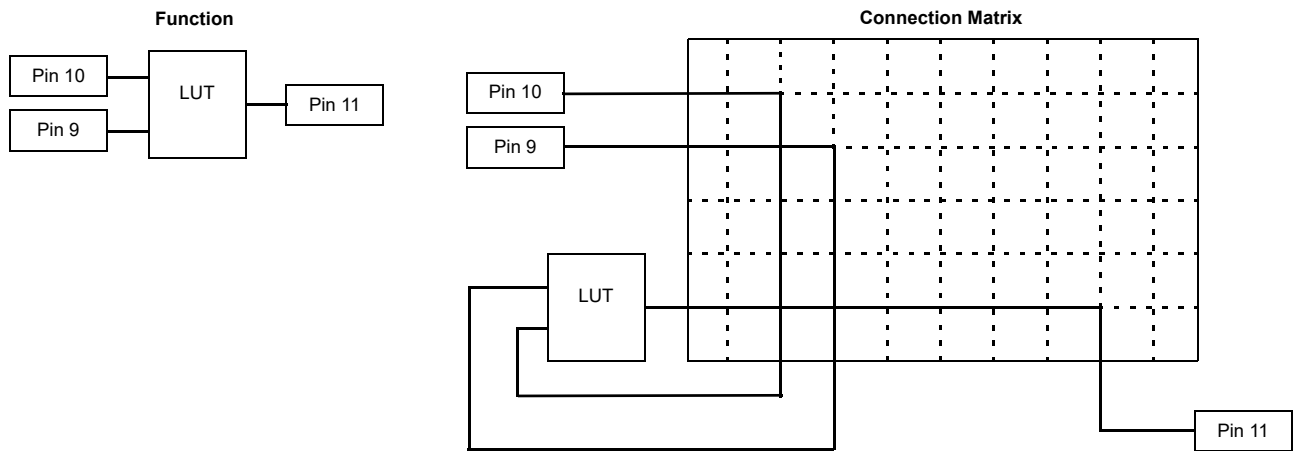 Function
Pin 10
LUT
Pin 9
Pin 11
Connection Matrix
Pin 10
Pin 9
LUT
Pin 11